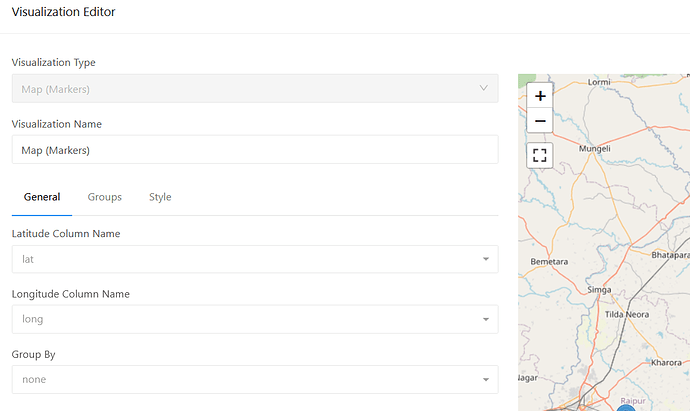 Visualization Editor
Visualization Type
Map (Markers)
Visualization Name
Map (Markers)
General Groups Style
Latitude Column Name
lat
Longitude Column Name
long
Group By
none
+
−
Lormi
Mungeli
Bemetara
Bhatapara
Simga
Tilda Neora
Kharora
Nagar
Raipur